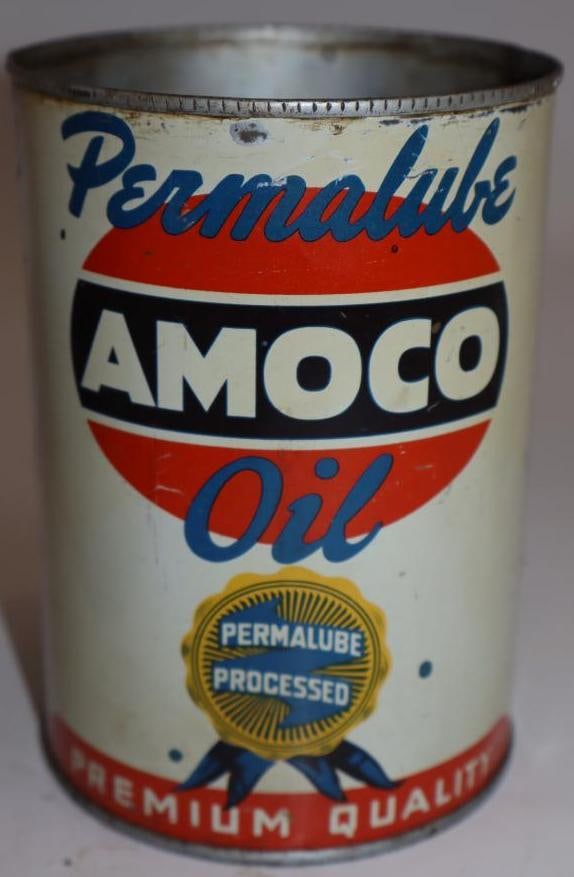 Permalube
AMOCO
Oil
PERMALUBE
PROCESSED
PREMIUM QUALITY